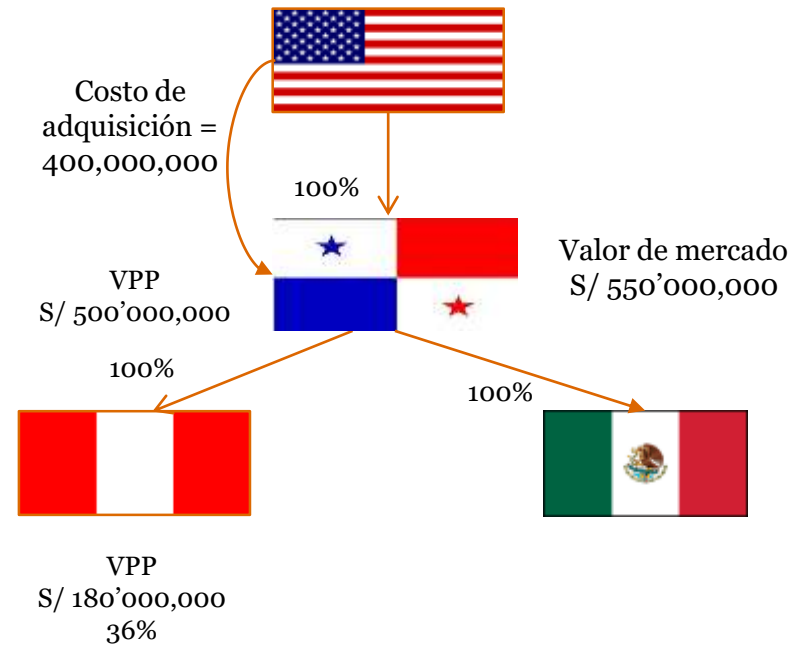 Costo de
adquisición =
400,000,000
100%
VPP
S/ 500’000,000
Valor de mercado
S/ 550’000,000
100%
100%
VPP
S/ 180’000,000
36%